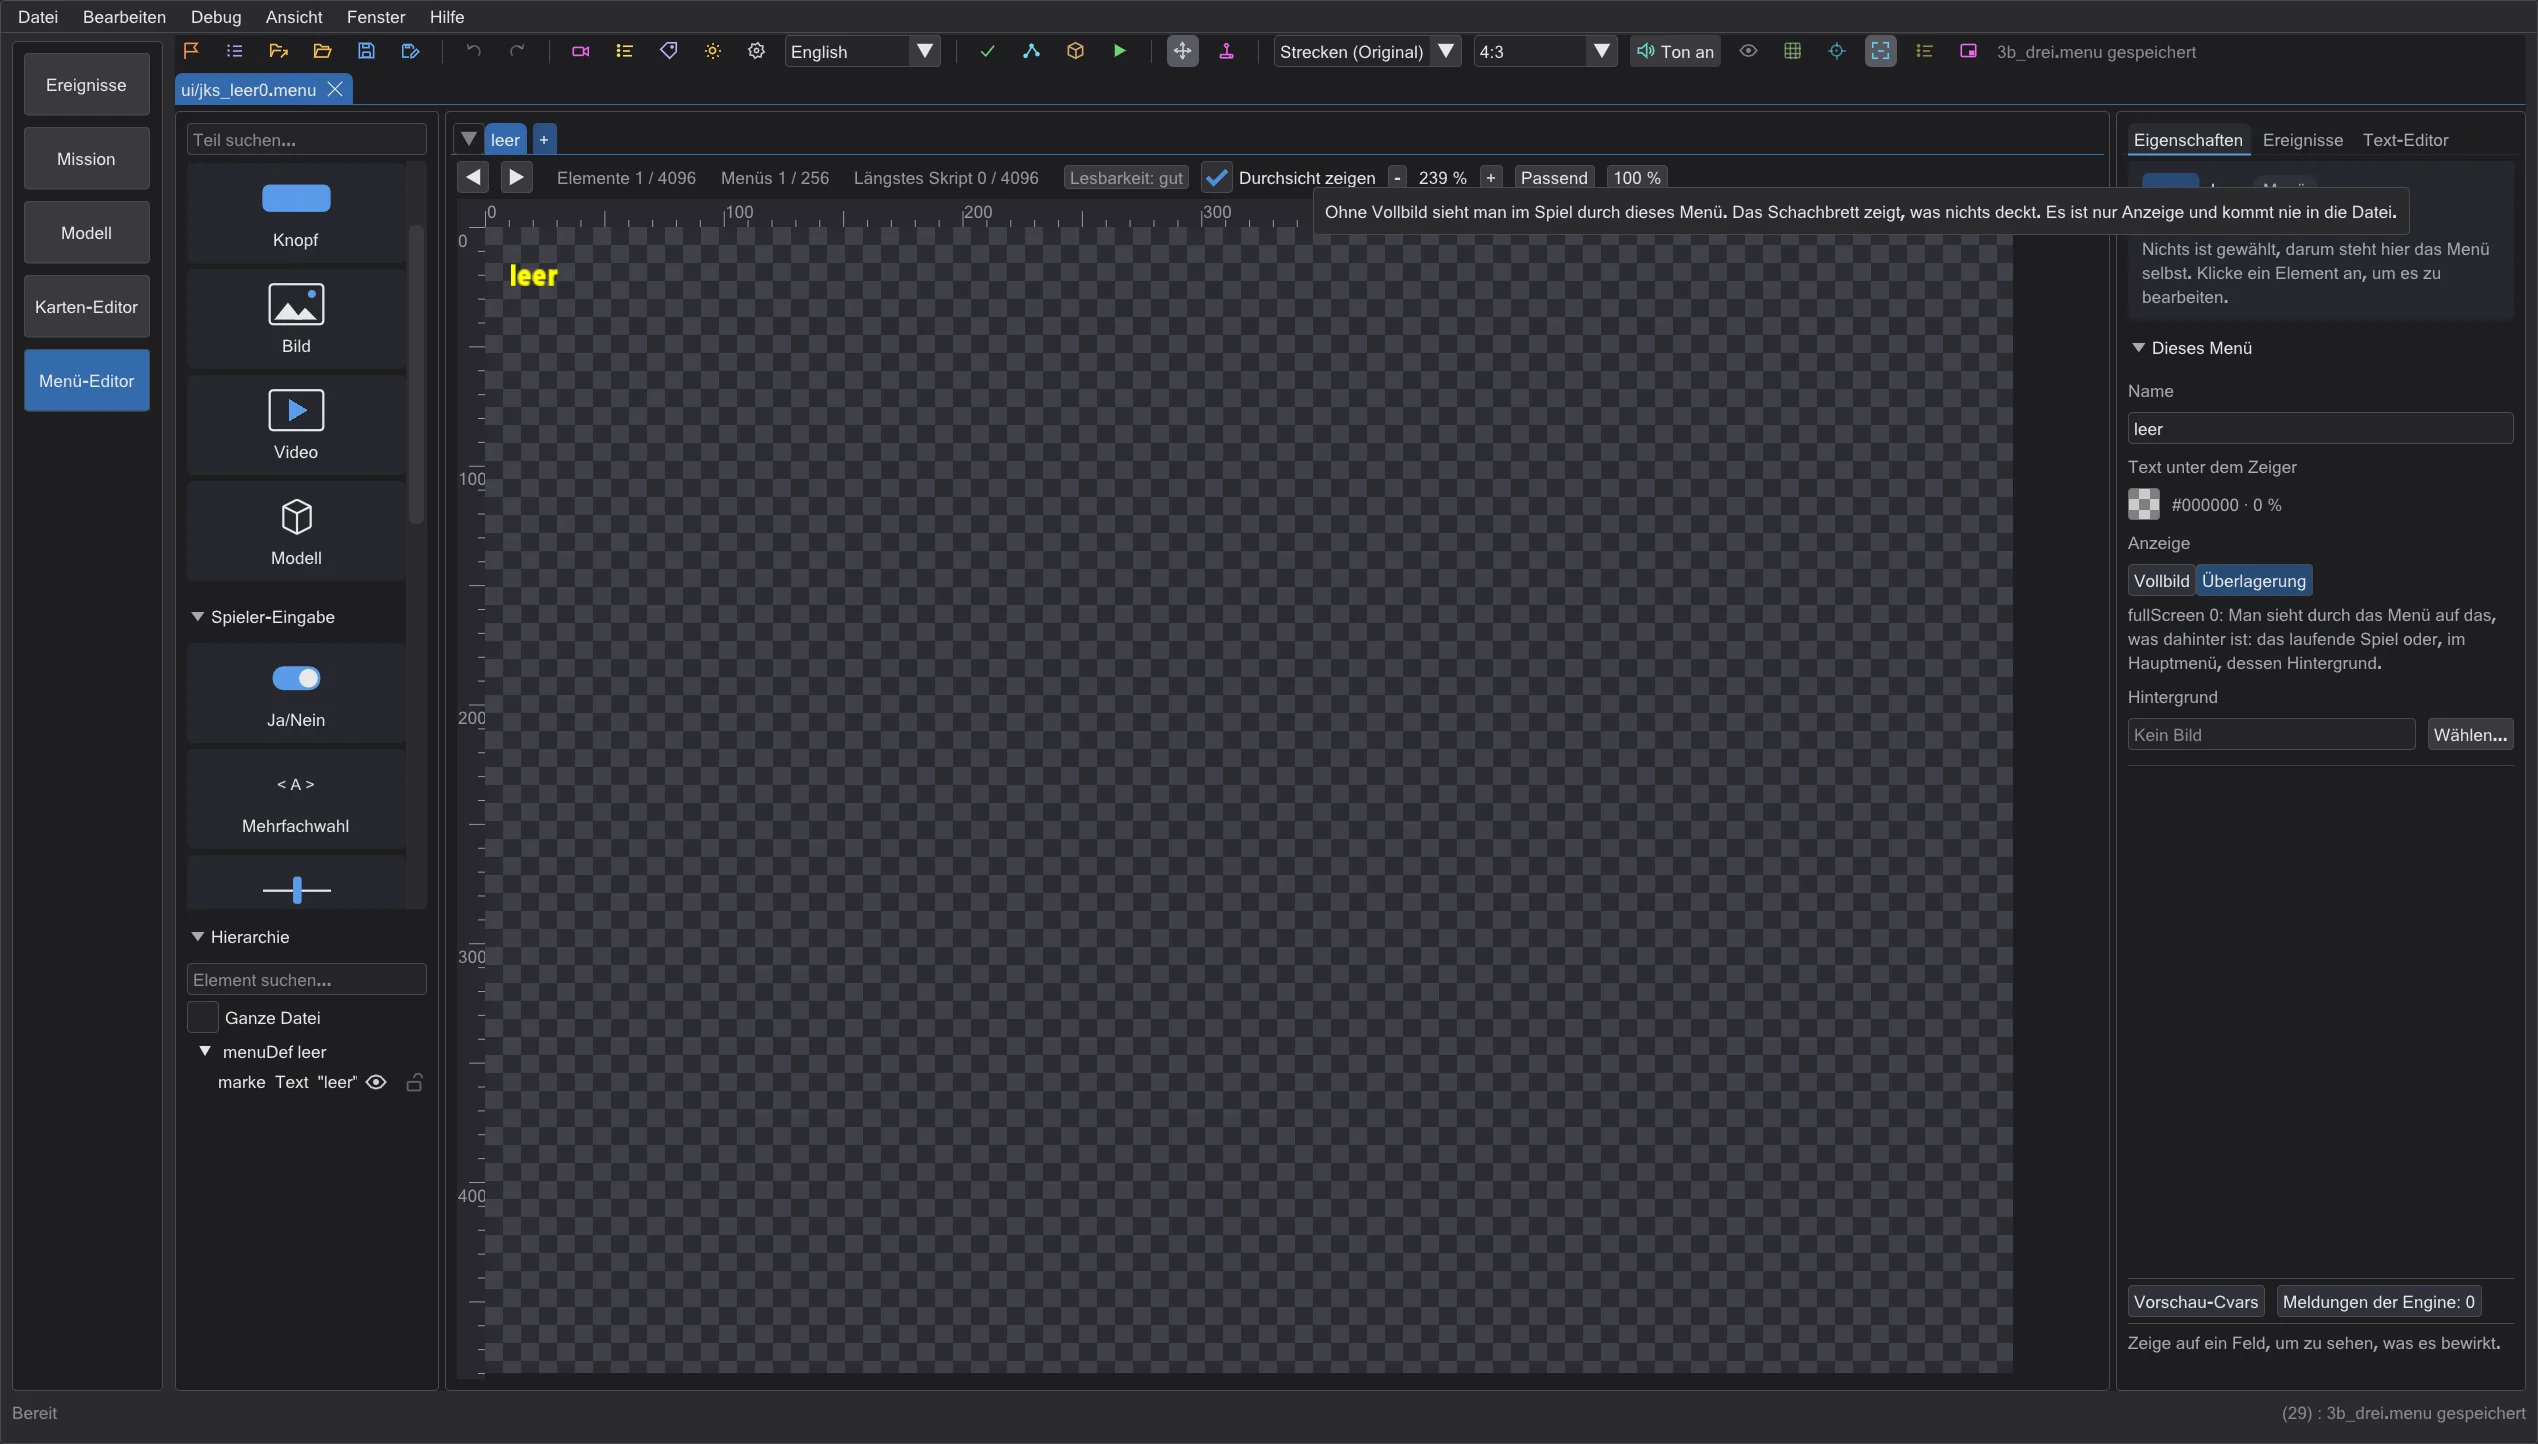 Datei Bearbeiten Debug Ansicht Fenster Hilfe
English Strecken (Original) 4:3 Ton an 3b_drei.menu gespeichert
ui/jks_leer0.menu
Ereignisse
Mission
Modell
Karten-Editor
Menü-Editor
Teil suchen...
Knopf
Bild
Video
Modell
Spieler-Eingabe
Ja/Nein
< A >
Mehrfachwahl
Hierarchie
Element suchen...
Ganze Datei
menuDef leer
marke Text "leer"
leer +
Elemente 1 / 4096 Menüs 1 / 256 Längstes Skript 0 / 4096 Lesbarkeit: gut Durchsicht zeigen - 239 % + Passend 100 %
0 100 200 300
Ohne Vollbild sieht man im Spiel durch dieses Menü. Das Schachbrett zeigt, was nichts deckt. Es ist nur Anzeige und kommt nie in die Datei.
0
leer
100
200
300
400
Eigenschaften Ereignisse Text-Editor
Nichts ist gewählt, darum steht hier das Menü
selbst. Klicke ein Element an, um es zu
bearbeiten.
Dieses Menü
Name
leer
Text unter dem Zeiger
#000000 · 0 %
Anzeige
Vollbild Überlagerung
fullScreen 0: Man sieht durch das Menü auf das,
was dahinter ist: das laufende Spiel oder, im
Hauptmenü, dessen Hintergrund.
Hintergrund
Kein Bild Wählen...
Vorschau-Cvars Meldungen der Engine: 0
Zeige auf ein Feld, um zu sehen, was es bewirkt.
Bereit
(29) : 3b_drei.menu gespeichert